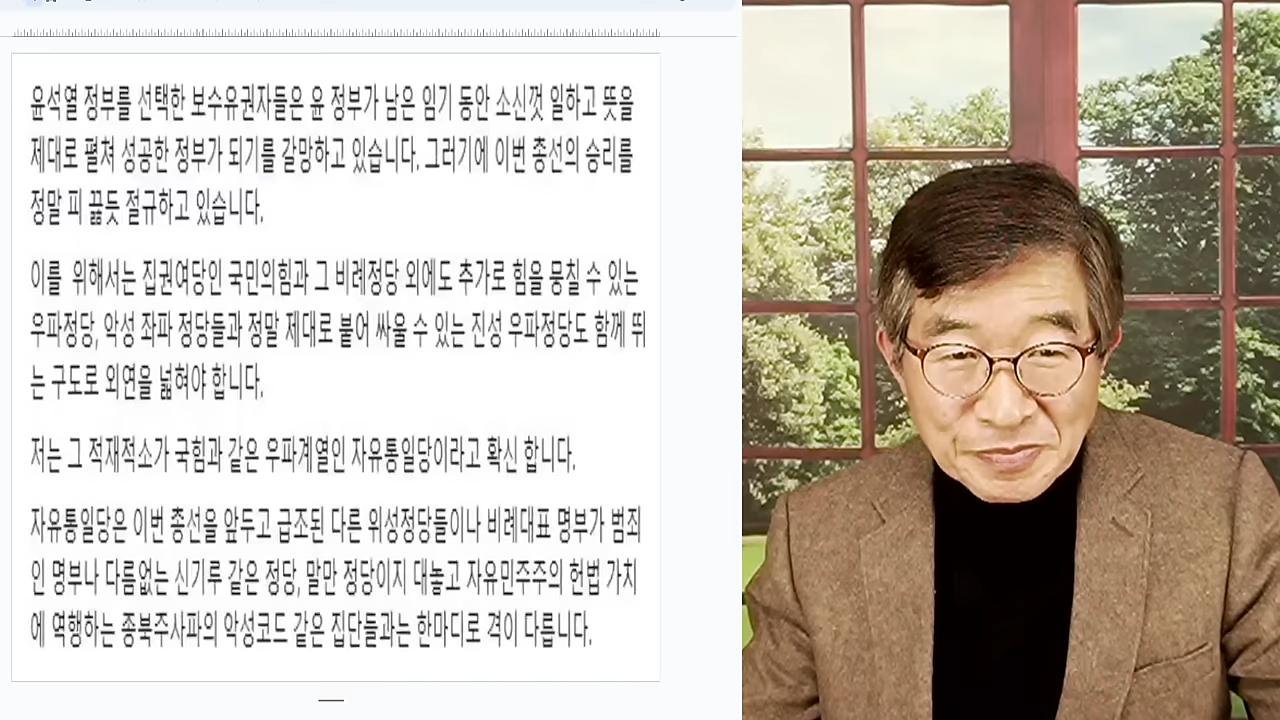 윤석열 정부를 선택한 보수유권자들은 윤 정부가 남은 임기 동안 소신껏 일하고 뜻을
제대로 펼쳐 성공한 정부가 되기를 갈망하고 있습니다. 그러기에 이번 총선의 승리를
정말 피 끓듯 절규하고 있습니다.
이를 위해서는 집권여당인 국민의힘과 그 비례정당 외에도 추가로 힘을 뭉칠 수 있는
우파정당, 악성 좌파 정당들과 정말 제대로 붙어 싸울 수 있는 진성 우파정당도 함께 뛰
는 구도로 외연을 넓혀야 합니다.
저는 그 적재적소가 국힘과 같은 우파계열인 자유통일당이라고 확신 합니다.
자유통일당은 이번 총선을 앞두고 급조된 다른 위성정당들이나 비례대표 명부가 범죄
인 명부나 다름없는 신기루 같은 정당, 말만 정당이지 대놓고 자유민주주의 헌법 가치
에 역행하는 종북주사파의 악성코드 같은 집단들과는 한마디로 격이 다릅니다.